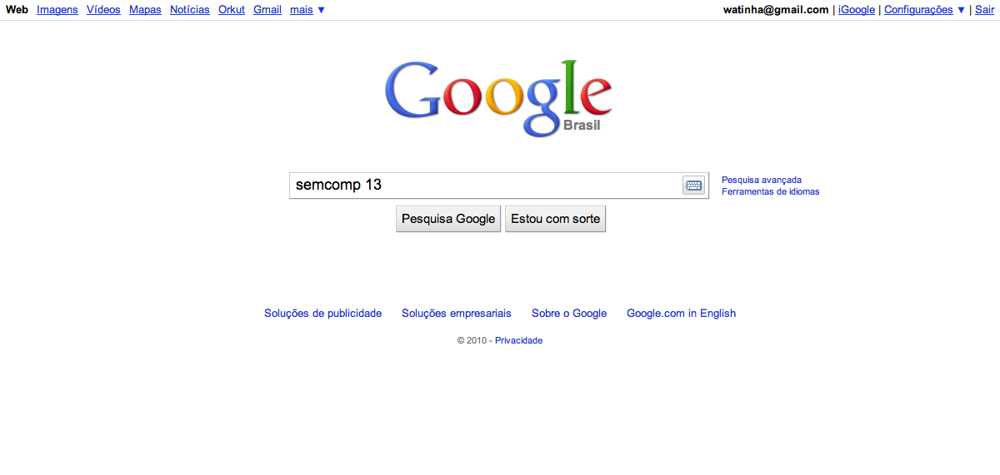 Web Imagens Vídeos Mapas Notícias Orkut Gmail mais ▼ watinha@gmail.com | iGoogle | Configurações ▼ | Sair
Google
Brasil
semcomp 13
Pesquisa avançada
Ferramentas de idiomas
Pesquisa Google Estou com sorte
Soluções de publicidade Soluções empresariais Sobre o Google Google.com in English
© 2010 - Privacidade